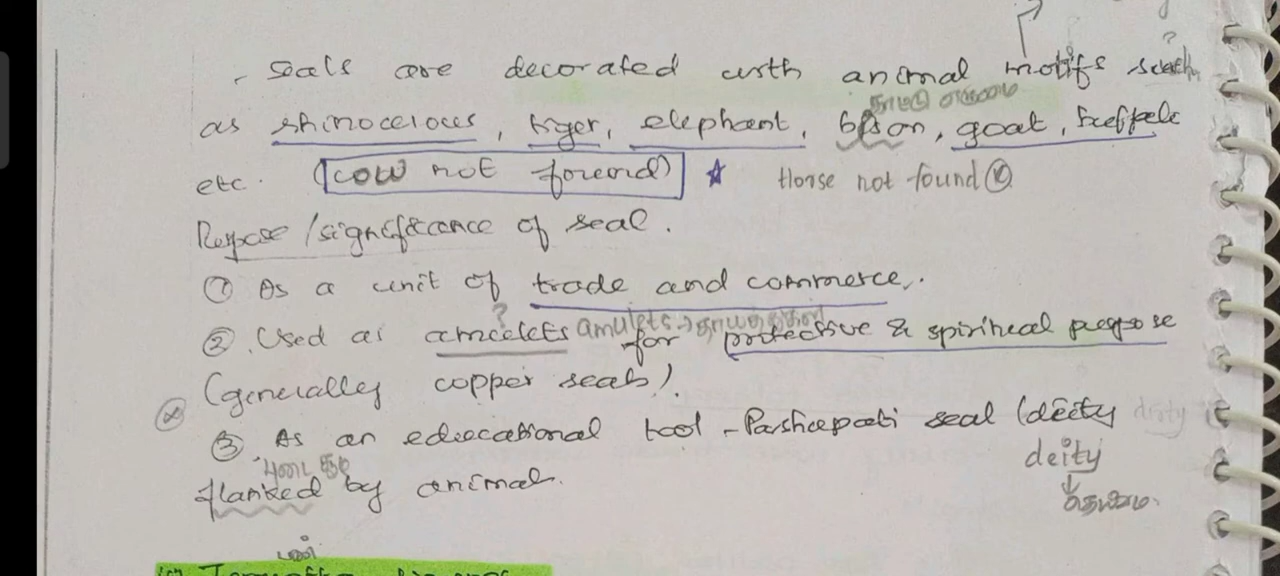 - Seals are decorated with animal motifs such
as rhinocerous, tiger, elephant, bison, goat, buffalo
etc. (cow not found) ☆ Horse not found
Purpose / significance of seal.
① As a unit of trade and commerce.
?
② Used as amulets amulets → for protective & spiritual purpose
(generally copper seals).
③ As an educational tool - Pashupati seal (deity deity
deity
flanked by animal.